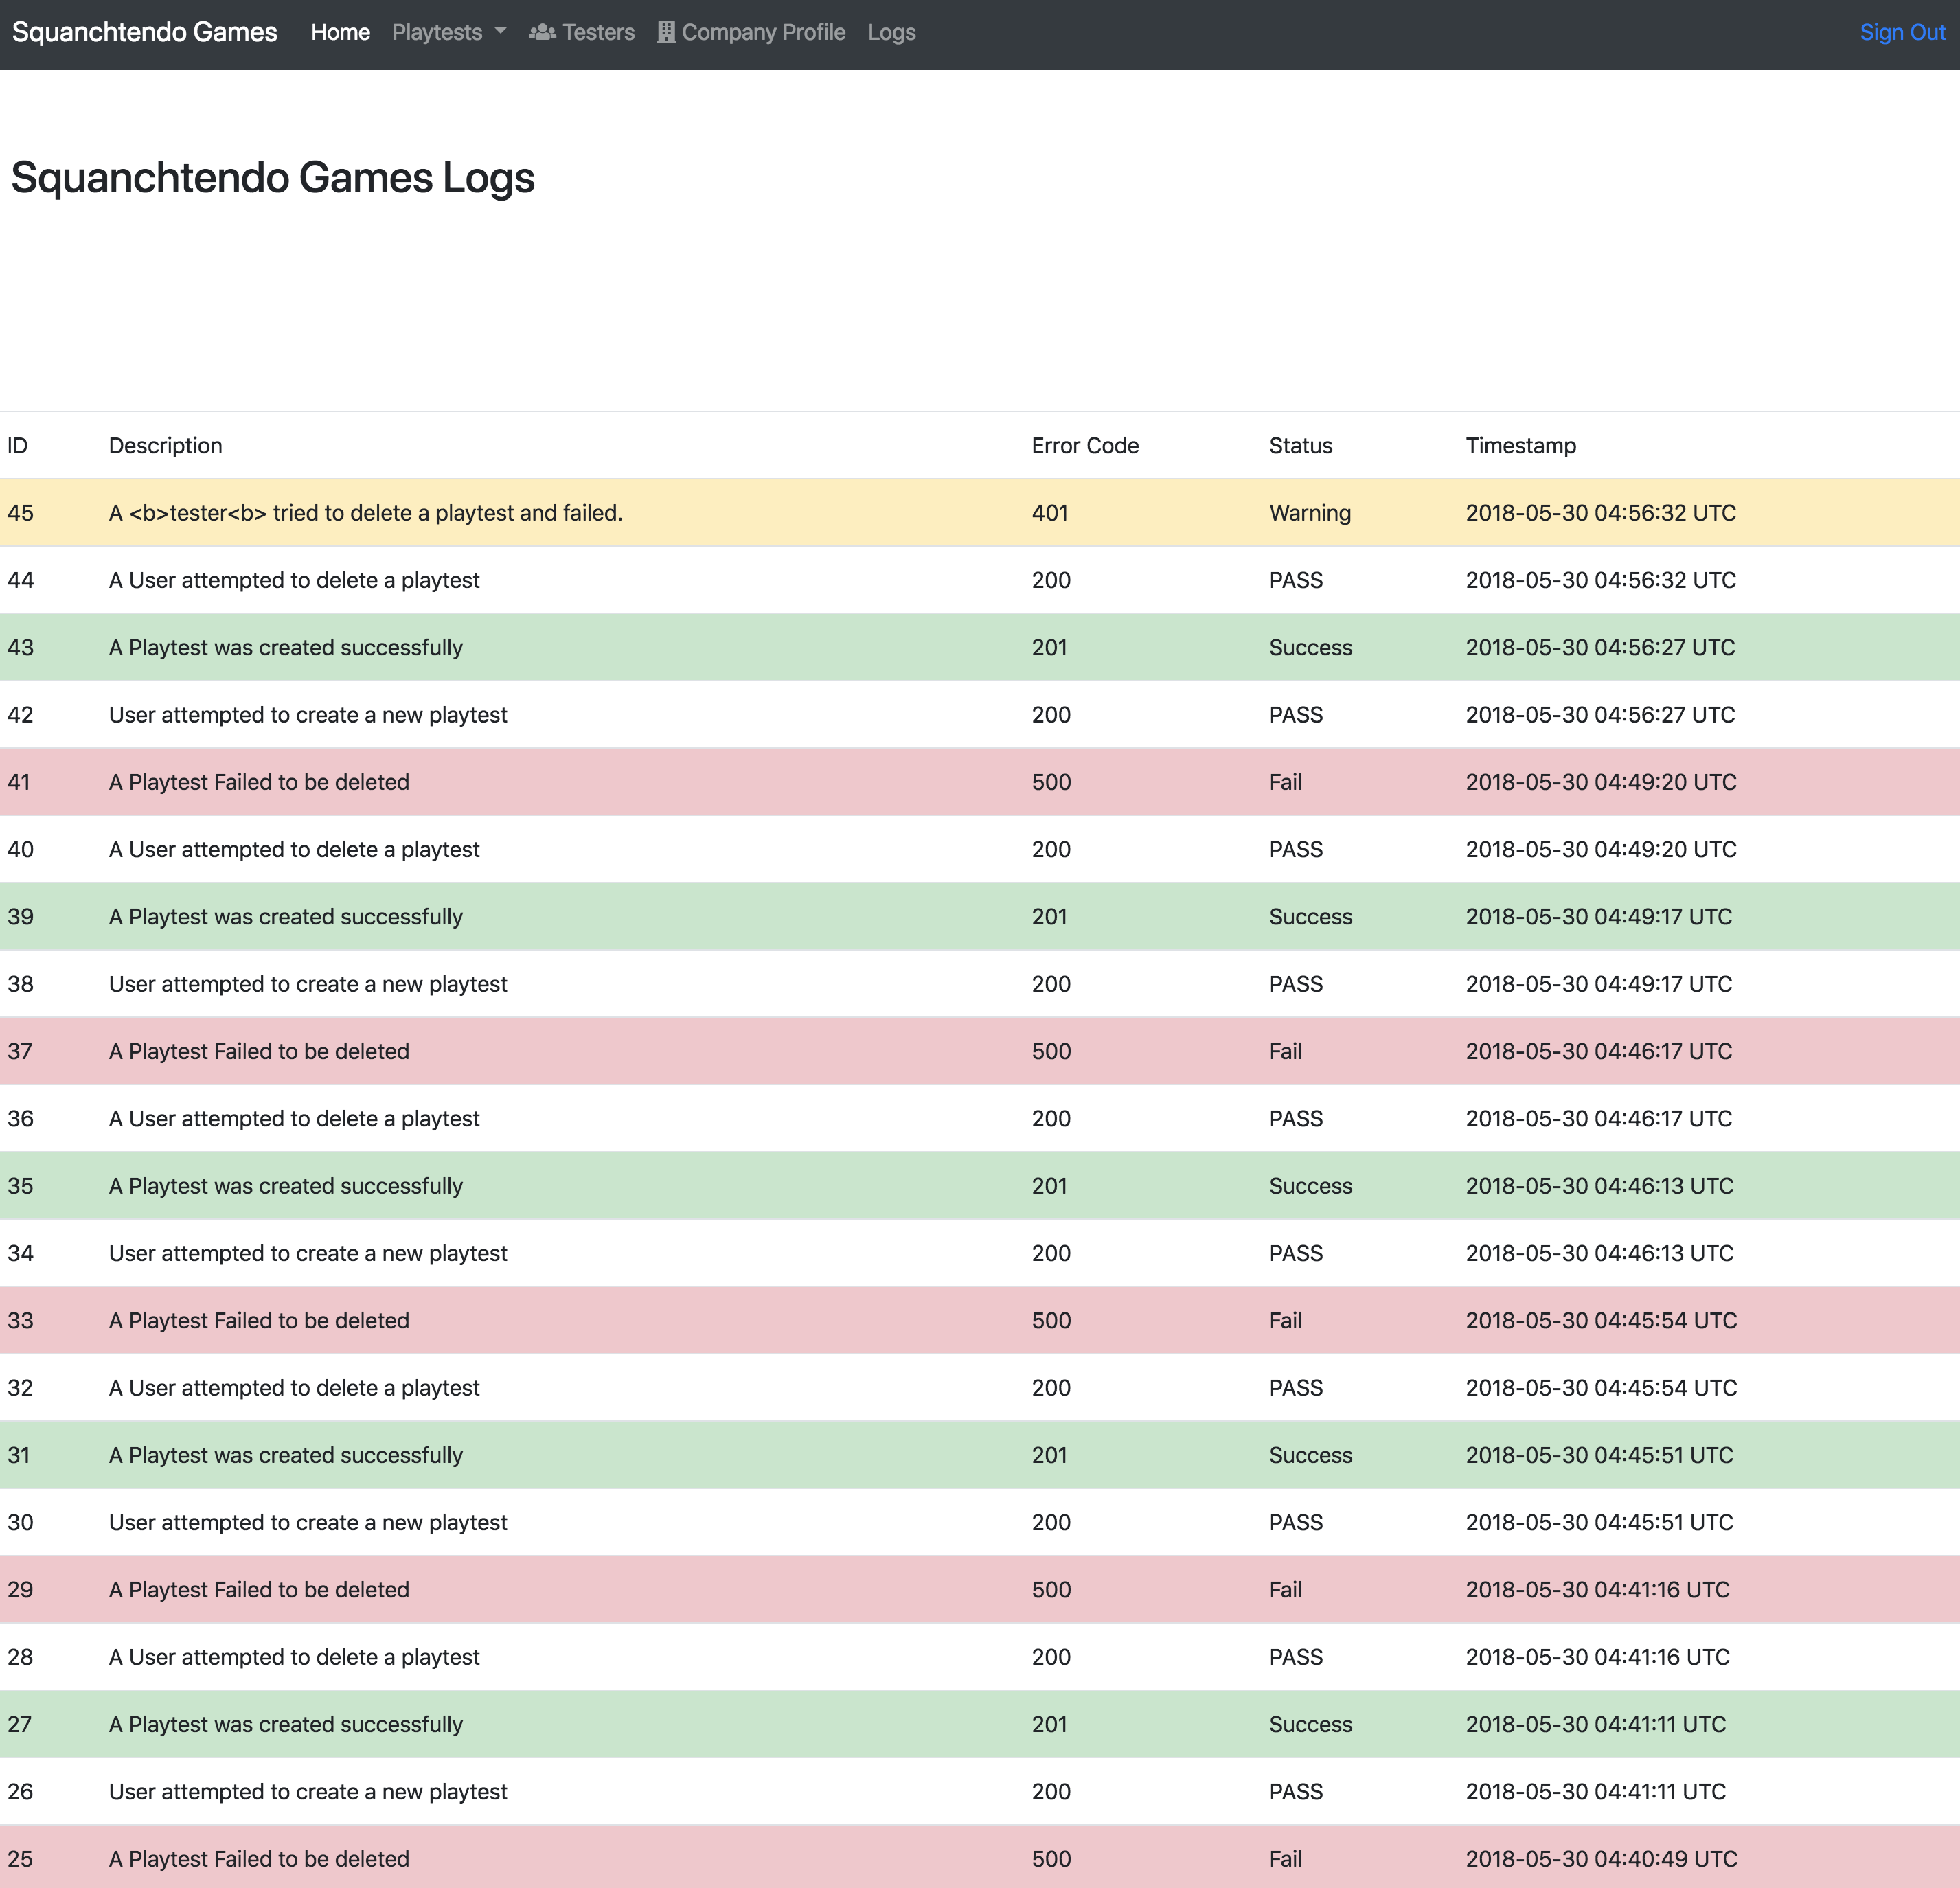 Squanchtendo Games Home Playtests Testers Company Profile Logs Sign Out
Squanchtendo Games Logs
ID Description Error Code Status Timestamp
45 A <b>tester<b> tried to delete a playtest and failed. 401 Warning 2018-05-30 04:56:32 UTC
44 A User attempted to delete a playtest 200 PASS 2018-05-30 04:56:32 UTC
43 A Playtest was created successfully 201 Success 2018-05-30 04:56:27 UTC
42 User attempted to create a new playtest 200 PASS 2018-05-30 04:56:27 UTC
41 A Playtest Failed to be deleted 500 Fail 2018-05-30 04:49:20 UTC
40 A User attempted to delete a playtest 200 PASS 2018-05-30 04:49:20 UTC
39 A Playtest was created successfully 201 Success 2018-05-30 04:49:17 UTC
38 User attempted to create a new playtest 200 PASS 2018-05-30 04:49:17 UTC
37 A Playtest Failed to be deleted 500 Fail 2018-05-30 04:46:17 UTC
36 A User attempted to delete a playtest 200 PASS 2018-05-30 04:46:17 UTC
35 A Playtest was created successfully 201 Success 2018-05-30 04:46:13 UTC
34 User attempted to create a new playtest 200 PASS 2018-05-30 04:46:13 UTC
33 A Playtest Failed to be deleted 500 Fail 2018-05-30 04:45:54 UTC
32 A User attempted to delete a playtest 200 PASS 2018-05-30 04:45:54 UTC
31 A Playtest was created successfully 201 Success 2018-05-30 04:45:51 UTC
30 User attempted to create a new playtest 200 PASS 2018-05-30 04:45:51 UTC
29 A Playtest Failed to be deleted 500 Fail 2018-05-30 04:41:16 UTC
28 A User attempted to delete a playtest 200 PASS 2018-05-30 04:41:16 UTC
27 A Playtest was created successfully 201 Success 2018-05-30 04:41:11 UTC
26 User attempted to create a new playtest 200 PASS 2018-05-30 04:41:11 UTC
25 A Playtest Failed to be deleted 500 Fail 2018-05-30 04:40:49 UTC